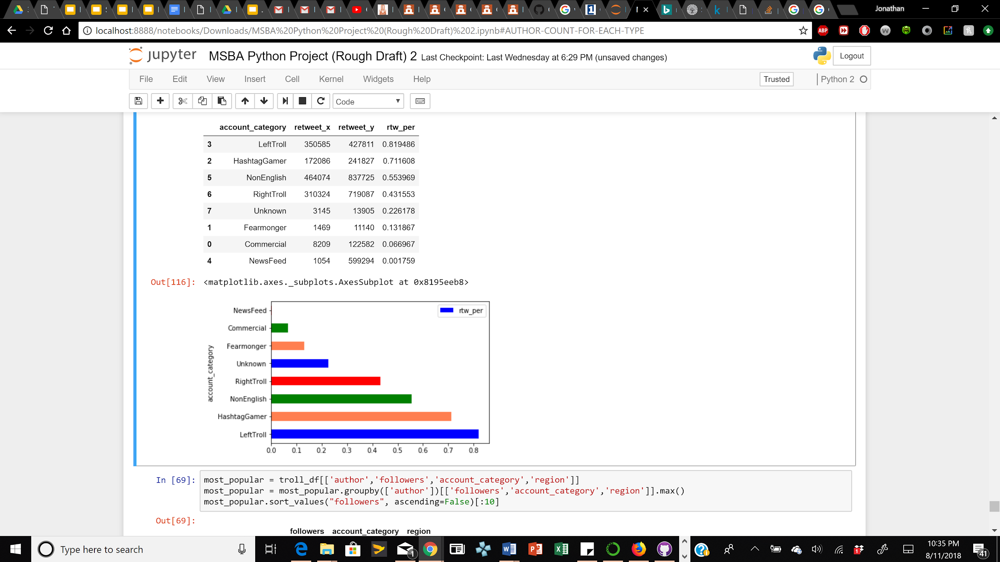 Jonathan
localhost:8888/notebooks/Downloads/MSBA%20Python%20Project%20(Rough%20Draft)%202.ipynb#AUTHOR-COUNT-FOR-EACH-TYPE
ABP
jupyter MSBA Python Project (Rough Draft) 2 Last Checkpoint: Last Wednesday at 6:29 PM (unsaved changes) Logout
File Edit View Insert Cell Kernel Widgets Help Trusted Python 2
Code
account_category retweet_x retweet_y rtw_per
3 LeftTroll 350585 427811 0.819486
2 HashtagGamer 172086 241827 0.711608
5 NonEnglish 464074 837725 0.553969
6 RightTroll 310324 719087 0.431553
7 Unknown 3145 13905 0.226178
1 Fearmonger 1469 11140 0.131867
0 Commercial 8209 122582 0.066967
4 NewsFeed 1054 599294 0.001759
Out[116]: <matplotlib.axes._subplots.AxesSubplot at 0x8195eeb8>
NewsFeed rtw_per
Commercial
Fearmonger
account_category
Unknown
RightTroll
NonEnglish
HashtagGamer
LeftTroll
0.0 0.1 0.2 0.3 0.4 0.5 0.6 0.7 0.8
In [69]: most_popular = troll_df[['author','followers','account_category','region']]
most_popular = most_popular.groupby(['author'])[['followers','account_category','region']].max()
most_popular.sort_values("followers", ascending=False)[:10]
Out[69]:
followers account_category region
Type here to search
1
1
10:35 PM
8/11/2018
41